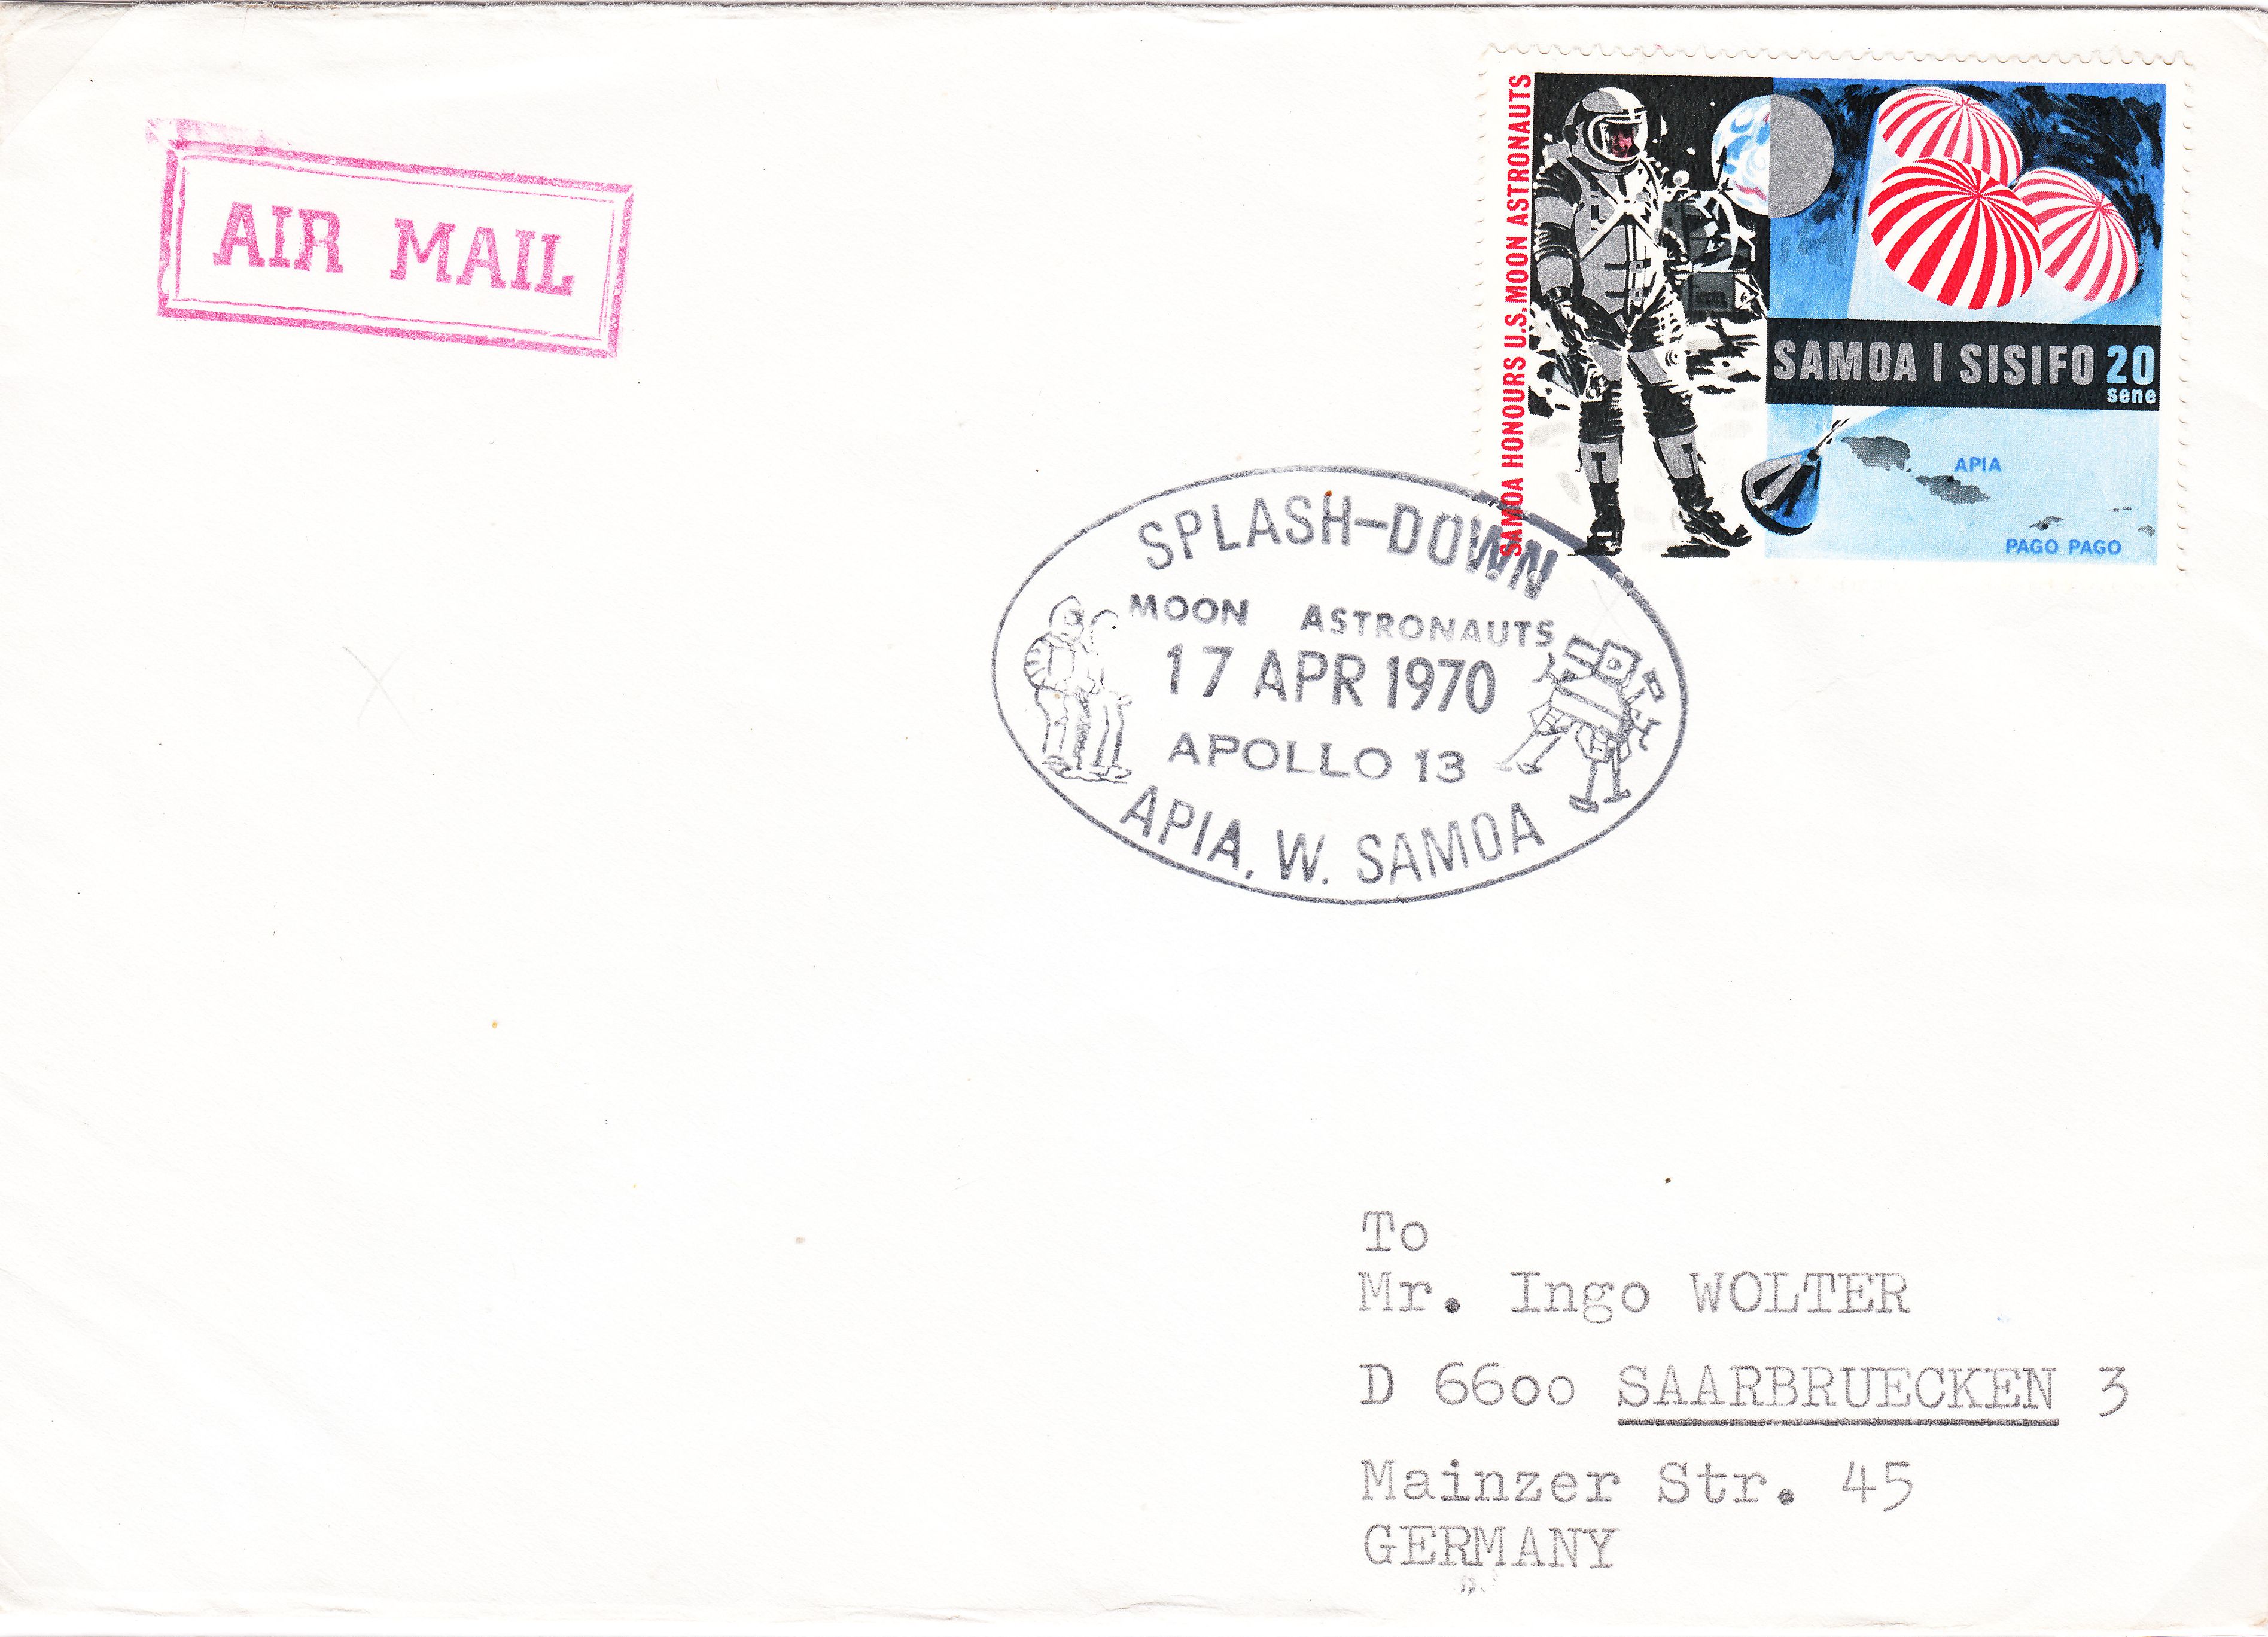 AIR MAIL
SAMOA HONOURS U.S. MOON ASTRONAUTS
SAMOA I SISIFO 20
sene
APIA
PAGO PAGO
SPLASH-DOWN
MOON ASTRONAUTS
17 APR 1970
APOLLO 13
APIA, W. SAMOA
To
Mr. Ingo WOLTER
D 6600 SAARBRUECKEN 3
Mainzer Str. 45
GERMANY